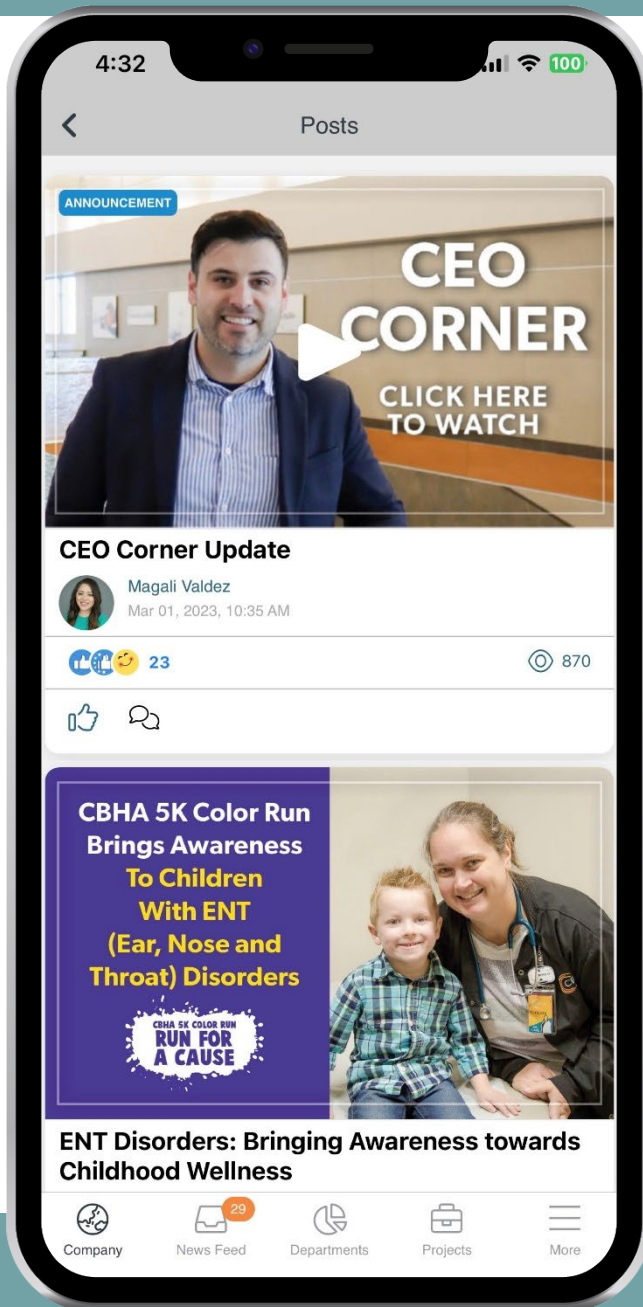 4:32
100
Posts
ANNOUNCEMENT
CEO
CORNER
CLICK HERE
TO WATCH
CEO Corner Update
Magali Valdez
Mar 01, 2023, 10:35 AM
23
870
CBHA 5K Color Run
Brings Awareness
To Children
With ENT
(Ear, Nose and
Throat) Disorders
CBHA 5K COLOR RUN
RUN FOR
A CAUSE
ENT Disorders: Bringing Awareness towards
Childhood Wellness
29
Company
News Feed
Departments
Projects
More